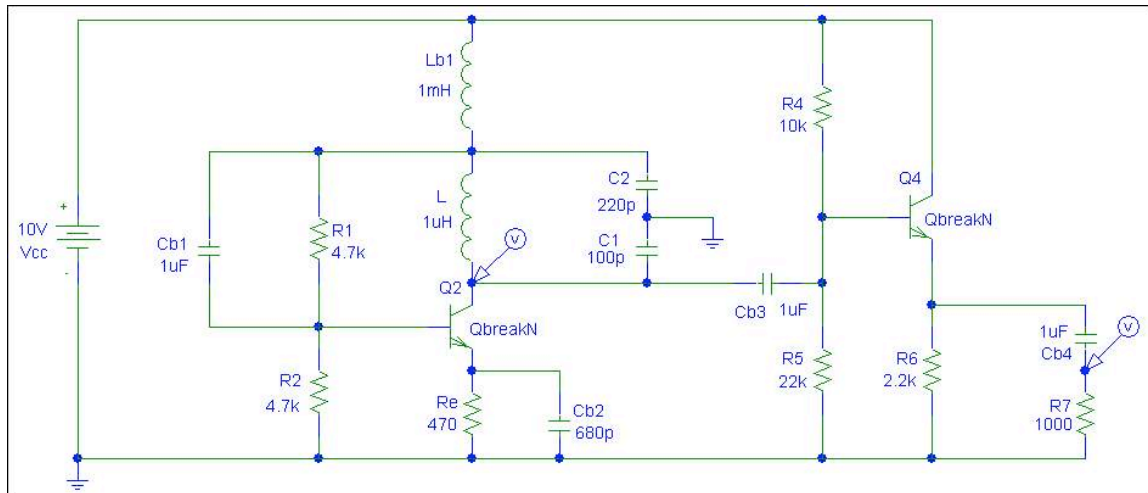 Lb1
1mH
R4
10k
Q4
QbreakN
C2
220p
L
1uH
C1
100p
V
+
10V
Vcc
-
Cb1
1uF
R1
4.7k
Q2
QbreakN
Cb3
1uF
1uF
Cb4
V
R2
4.7k
Re
470
Cb2
680p
R5
22k
R6
2.2k
R7
1000